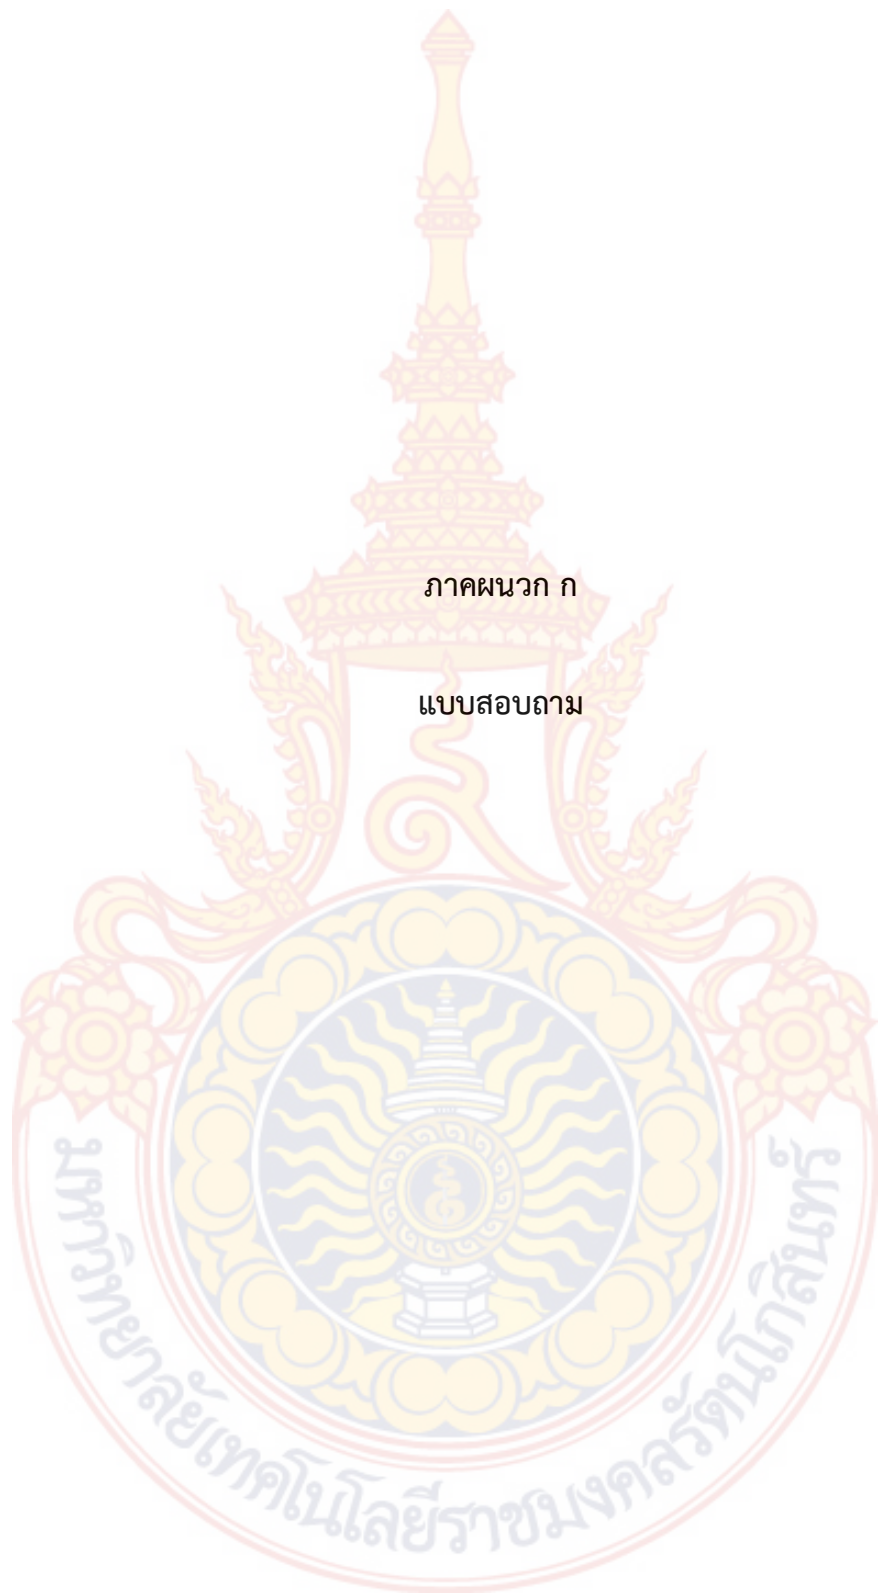 ภาคผนวก ก
แบบสอบถาม
มหาวิทยาลัยเทคโนโลยีราชมงคลรัตนโกสินทร์